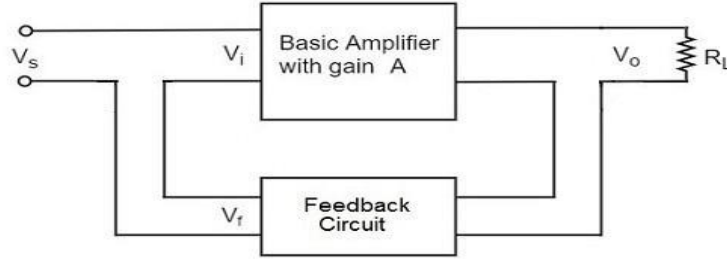 Basic Amplifier
with gain A
Vs
Vi
Vo
RL
Feedback
Circuit
Vf